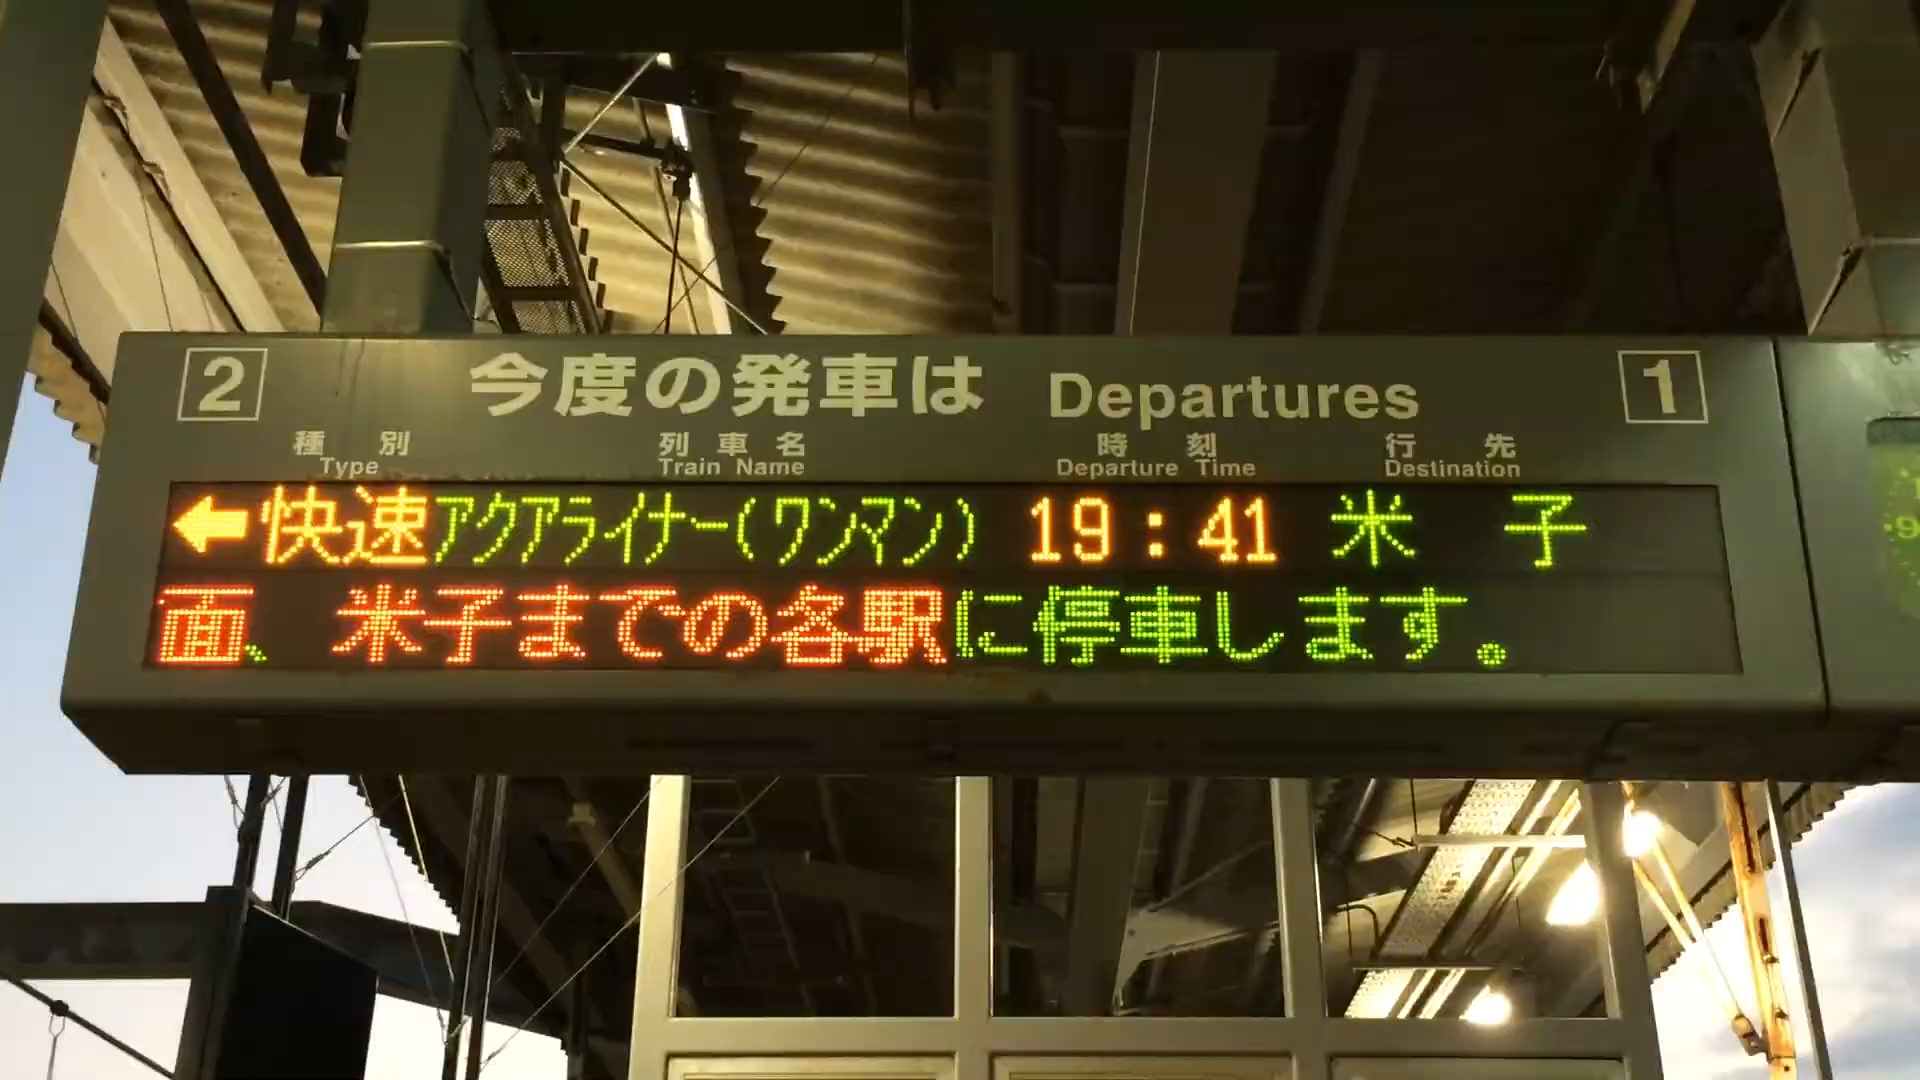 2 今度の発車は Departures 1
種別 列車名 時刻 行先
Type Train Name Departure Time Destination
←快速アクアライナー(ワンマン) 19:41 米子
面、米子までの各駅に停車します。